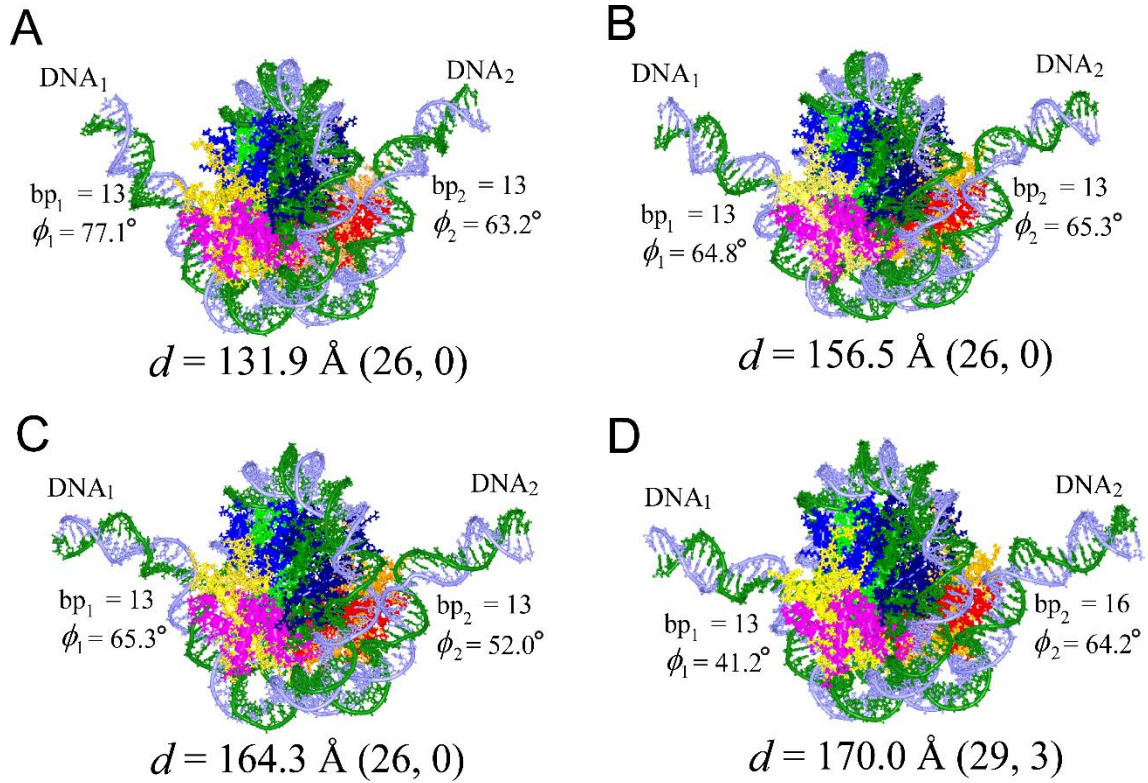 A
DNA₁
DNA₂
bp₁ = 13
ϕ₁ = 77.1°
bp₂ = 13
ϕ₂ = 63.2°
d = 131.9 Å (26, 0)
B
DNA₁
DNA₂
bp₁ = 13
ϕ₁ = 64.8°
bp₂ = 13
ϕ₂ = 65.3°
d = 156.5 Å (26, 0)
C
DNA₁
DNA₂
bp₁ = 13
ϕ₁ = 65.3°
bp₂ = 13
ϕ₂ = 52.0°
d = 164.3 Å (26, 0)
D
DNA₁
DNA₂
bp₁ = 13
ϕ₁ = 41.2°
bp₂ = 16
ϕ₂ = 64.2°
d = 170.0 Å (29, 3)